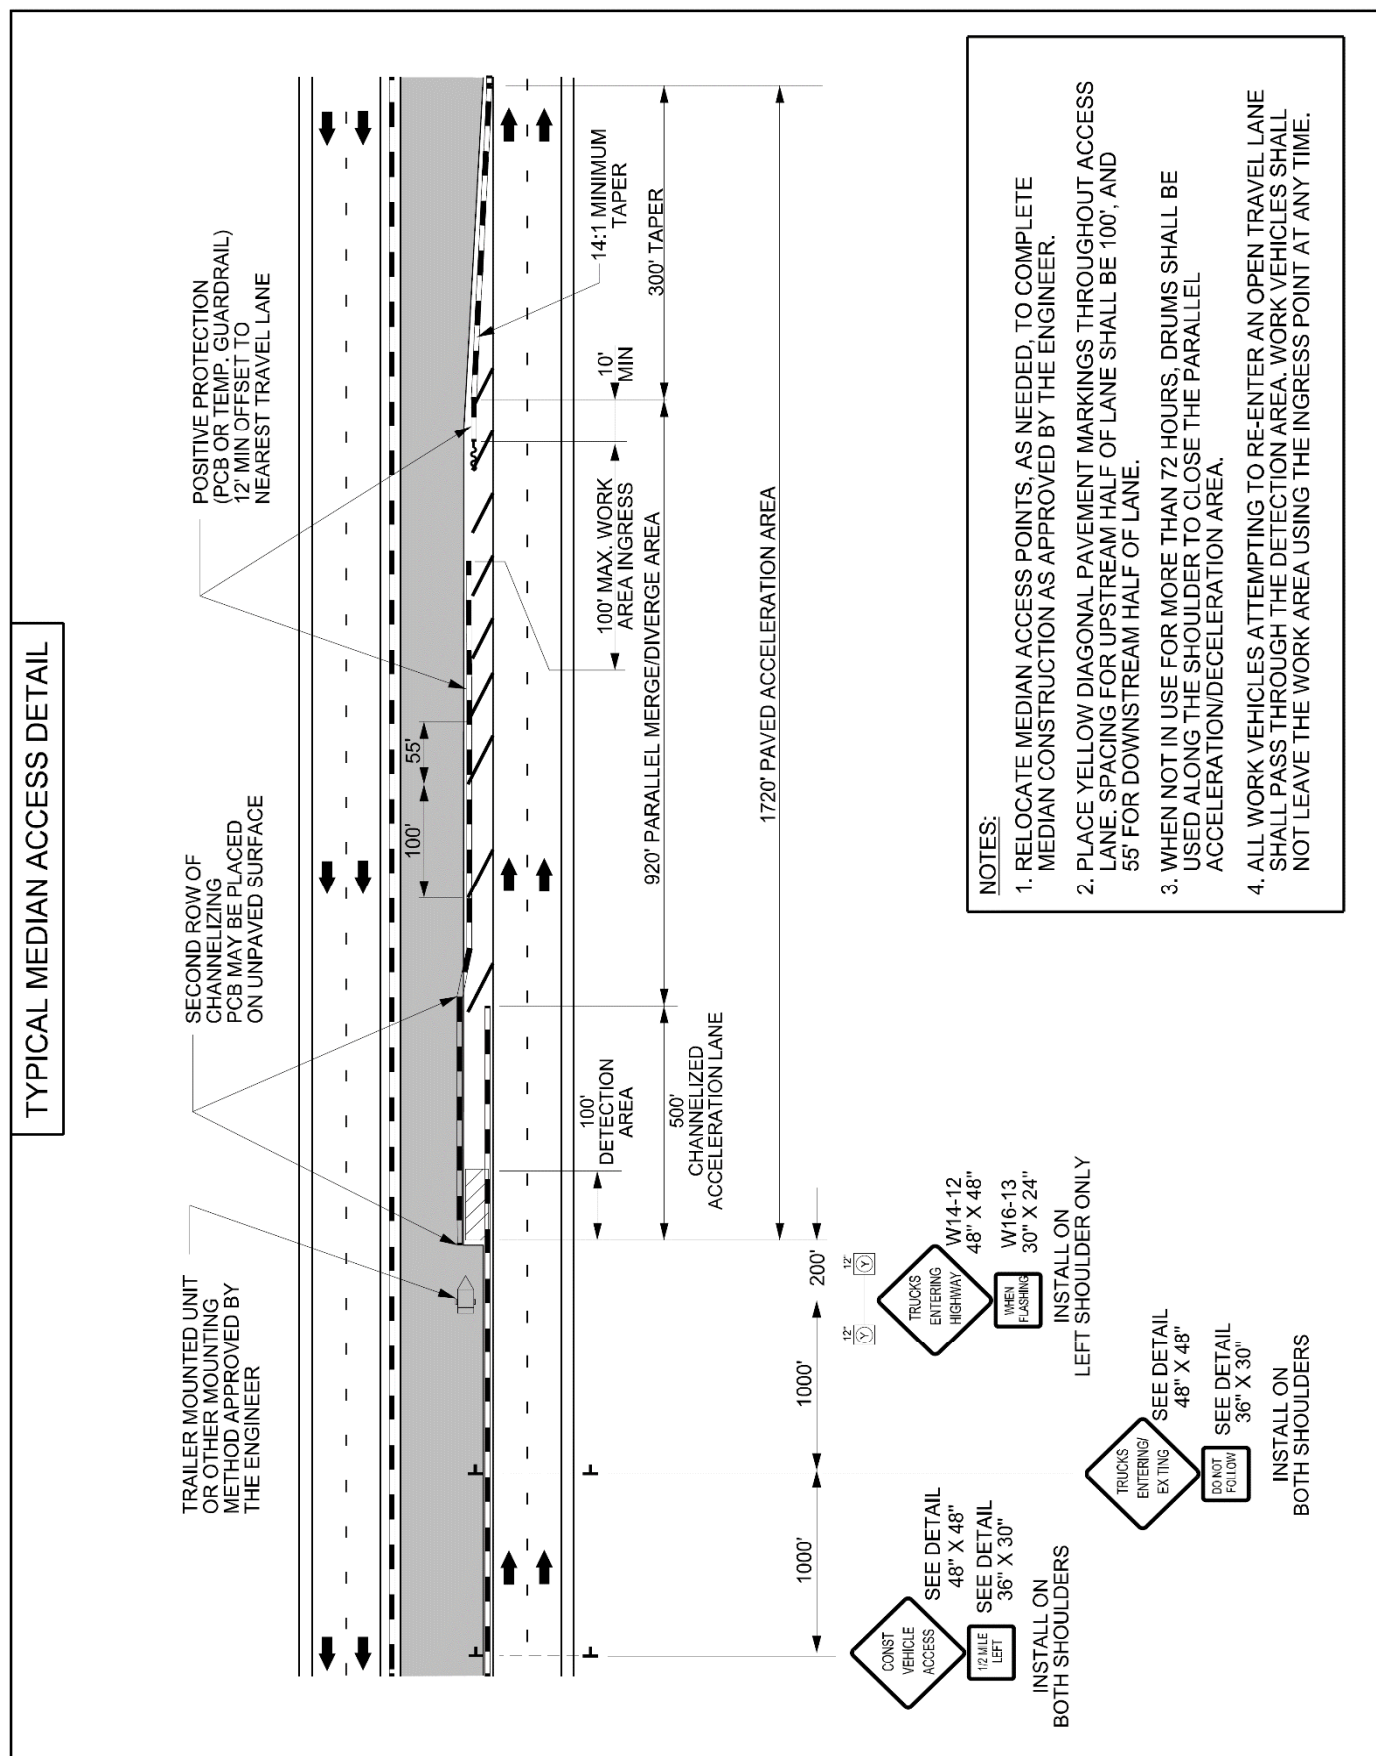 TYPICAL MEDIAN ACCESS DETAIL
TRAILER MOUNTED UNIT
OR OTHER MOUNTING
METHOD APPROVED BY
THE ENGINEER
SECOND ROW OF
CHANNELIZING
PCB MAY BE PLACED
ON UNPAVED SURFACE
POSITIVE PROTECTION
(PCB OR TEMP. GUARDRAIL)
12' MIN OFFSET TO
NEAREST TRAVEL LANE
100'
55'
100'
DETECTION
AREA
100' MAX. WORK
AREA INGRESS
10'
MIN
14:1 MINIMUM
TAPER
500'
CHANNELIZED
ACCELERATION LANE
920' PARALLEL MERGE/DIVERGE AREA
300' TAPER
1720' PAVED ACCELERATION AREA
1000'
1000'
200'
CONST
VEHICLE
ACCESS
1/2 MILE
LEFT
SEE DETAIL
48" X 48"
SEE DETAIL
36" X 30"
INSTALL ON
BOTH SHOULDERS
12"
Y
12"
Y
TRUCKS
ENTERING
HIGHWAY
WHEN
FLASHING
W14-12
48" X 48"
W16-13
30" X 24"
INSTALL ON
LEFT SHOULDER ONLY
TRUCKS
ENTERING/
EXITING
DO NOT
FOLLOW
SEE DETAIL
48" X 48"
SEE DETAIL
36" X 30"
INSTALL ON
BOTH SHOULDERS
NOTES:
1. RELOCATE MEDIAN ACCESS POINTS, AS NEEDED, TO COMPLETE
MEDIAN CONSTRUCTION AS APPROVED BY THE ENGINEER.
2. PLACE YELLOW DIAGONAL PAVEMENT MARKINGS THROUGHOUT ACCESS
LANE. SPACING FOR UPSTREAM HALF OF LANE SHALL BE 100', AND
55' FOR DOWNSTREAM HALF OF LANE.
3. WHEN NOT IN USE FOR MORE THAN 72 HOURS, DRUMS SHALL BE
USED ALONG THE SHOULDER TO CLOSE THE PARALLEL
ACCELERATION/DECELERATION AREA.
4. ALL WORK VEHICLES ATTEMPTING TO RE-ENTER AN OPEN TRAVEL LANE
SHALL PASS THROUGH THE DETECTION AREA. WORK VEHICLES SHALL
NOT LEAVE THE WORK AREA USING THE INGRESS POINT AT ANY TIME.